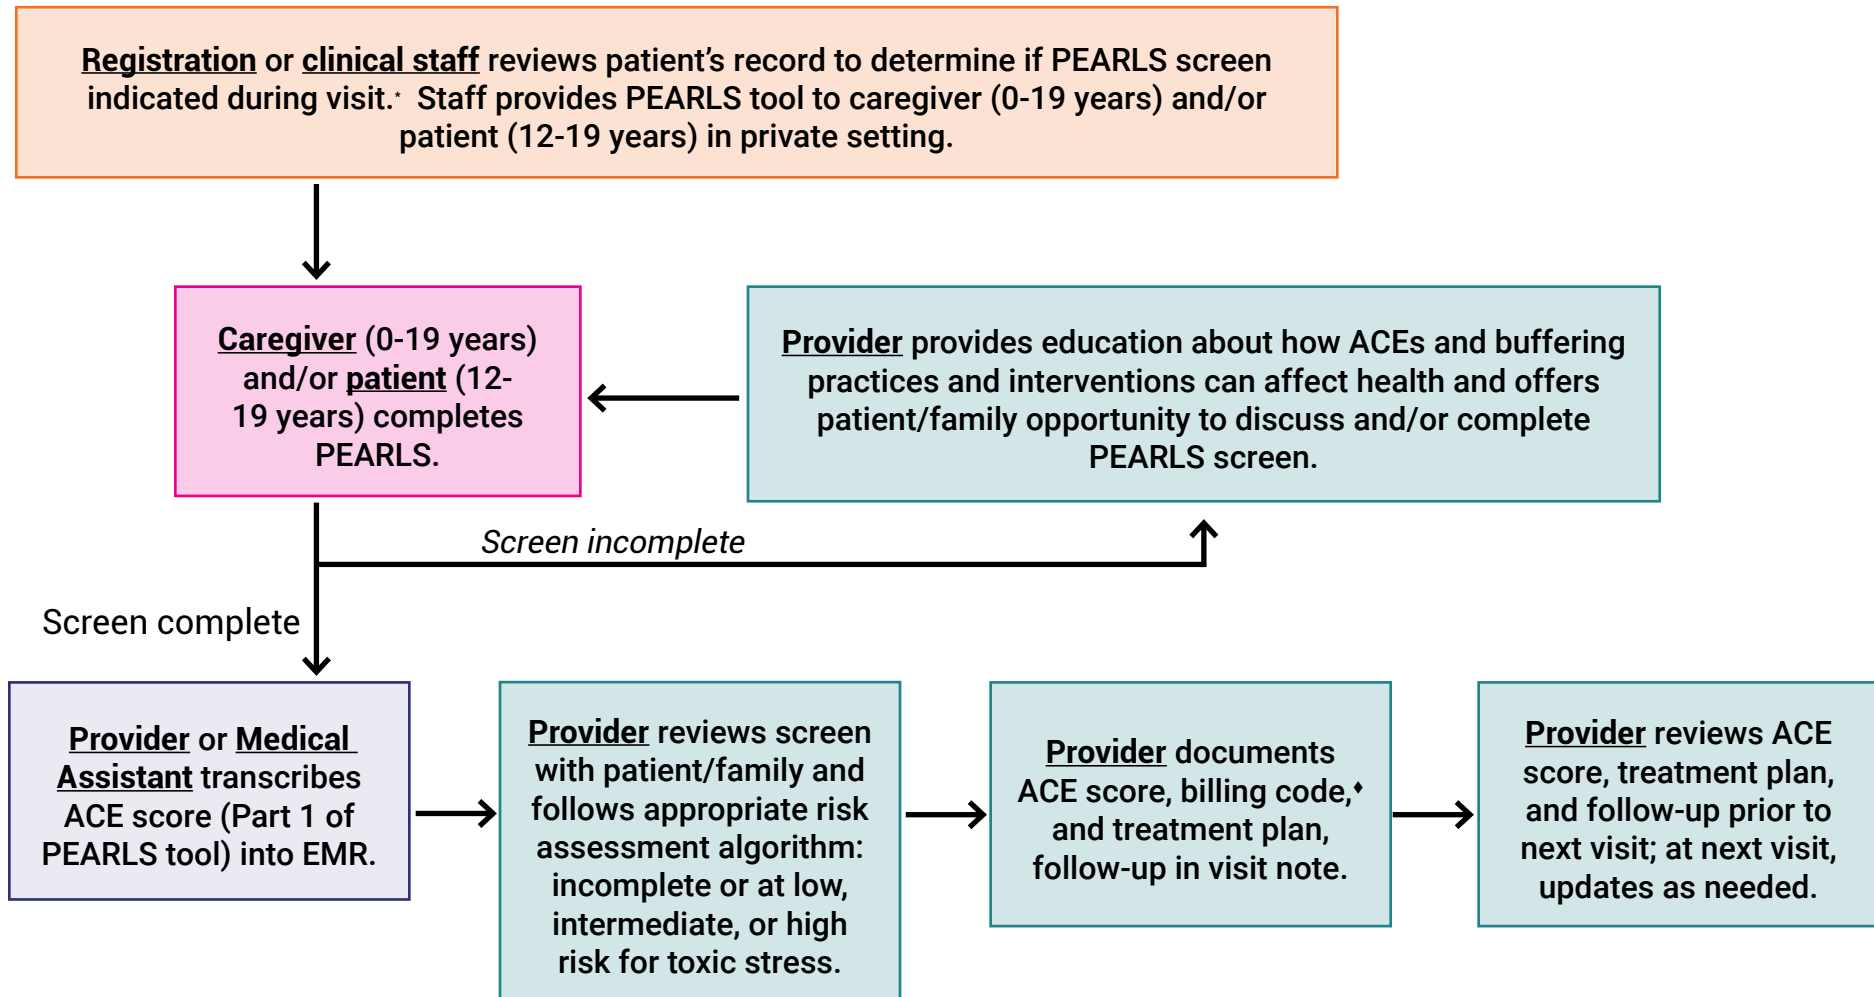 Registration or clinical staff reviews patient’s record to determine if PEARLS screen
indicated during visit.* Staff provides PEARLS tool to caregiver (0-19 years) and/or
patient (12-19 years) in private setting.
Caregiver (0-19 years)
and/or patient (12-
19 years) completes
PEARLS.
Provider provides education about how ACEs and buffering
practices and interventions can affect health and offers
patient/family opportunity to discuss and/or complete
PEARLS screen.
Screen incomplete
Screen complete
Provider or Medical
Assistant transcribes
ACE score (Part 1 of
PEARLS tool) into EMR.
Provider reviews screen
with patient/family and
follows appropriate risk
assessment algorithm:
incomplete or at low,
intermediate, or high
risk for toxic stress.
Provider documents
ACE score, billing code,♦
and treatment plan,
follow-up in visit note.
Provider reviews ACE
score, treatment plan,
and follow-up prior to
next visit; at next visit,
updates as needed.